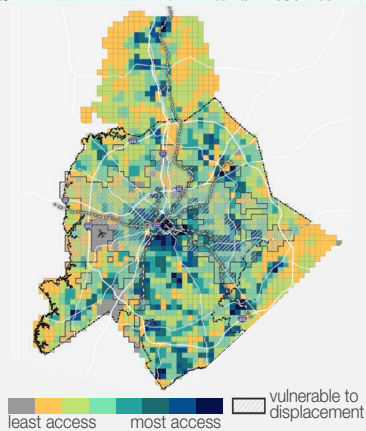 vulnerable to
displacement
least access most access